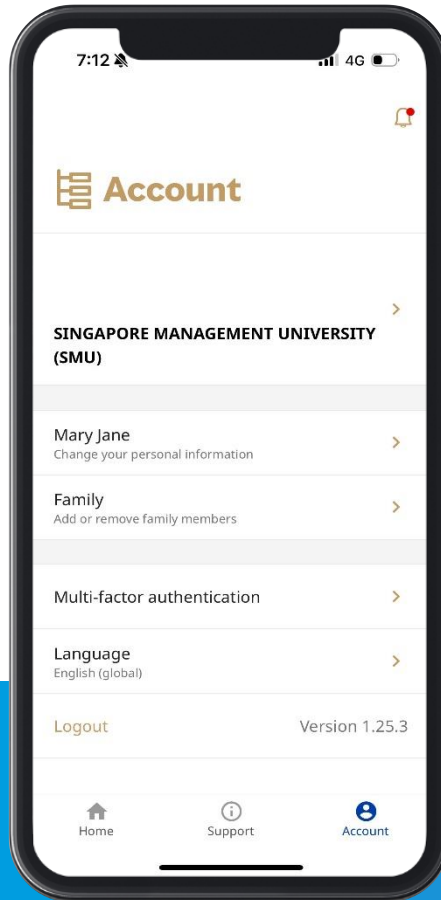 7:12 4G
Account
SINGAPORE MANAGEMENT UNIVERSITY
(SMU)
Mary Jane
Change your personal information
Family
Add or remove family members
Multi-factor authentication
Language
English (global)
Logout Version 1.25.3
Home Support Account